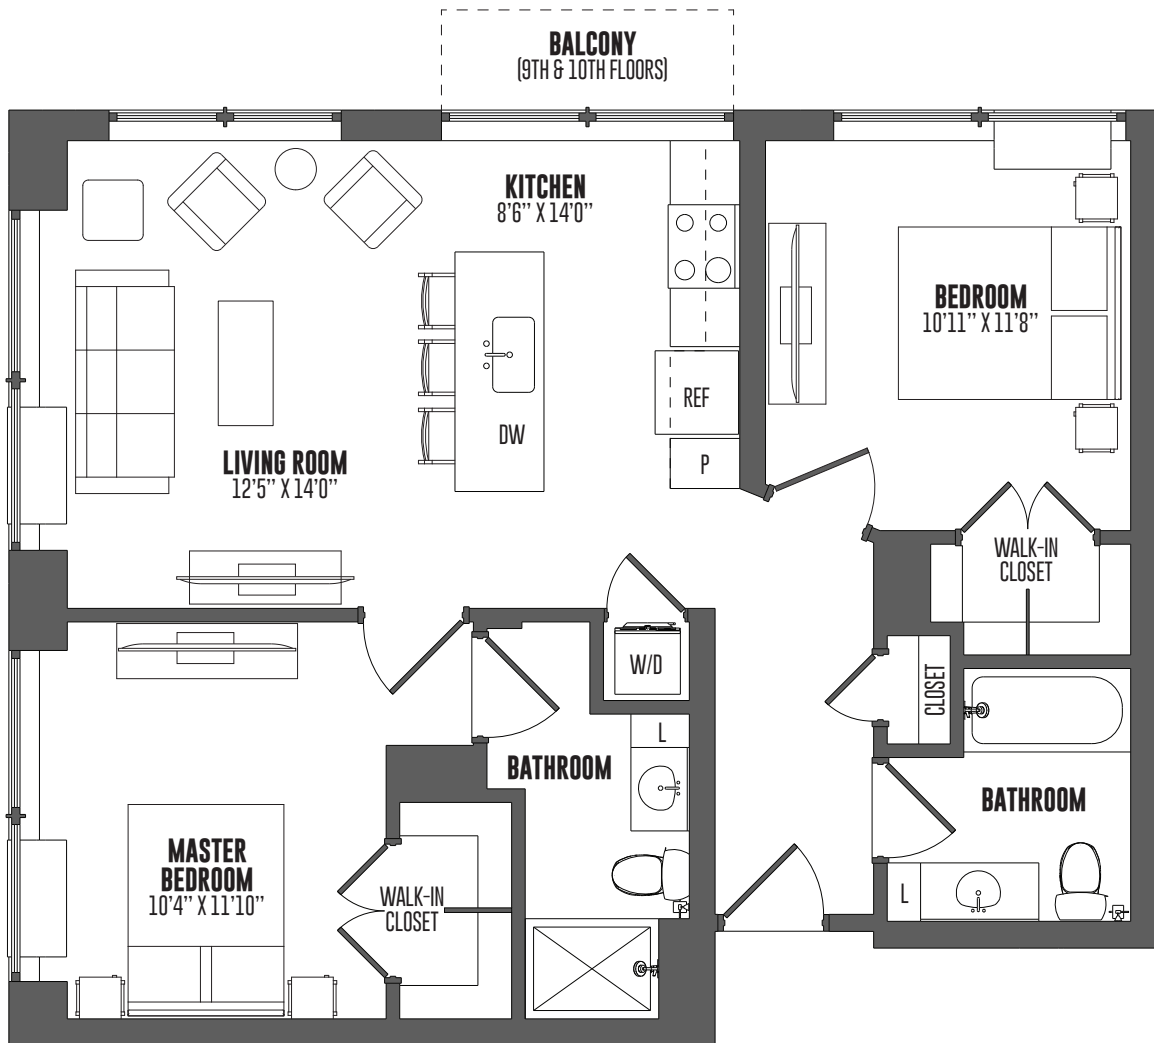 BALCONY
(9TH & 10TH FLOORS)
KITCHEN
8'6'' X 14'0''
BEDROOM
10'11'' X 11'8''
REF
DW
P
LIVING ROOM
12'5'' X 14'0''
WALK-IN
CLOSET
W/D
CLOSET
L
BATHROOM
BATHROOM
MASTER
BEDROOM
10'4'' X 11'10''
WALK-IN
CLOSET
L